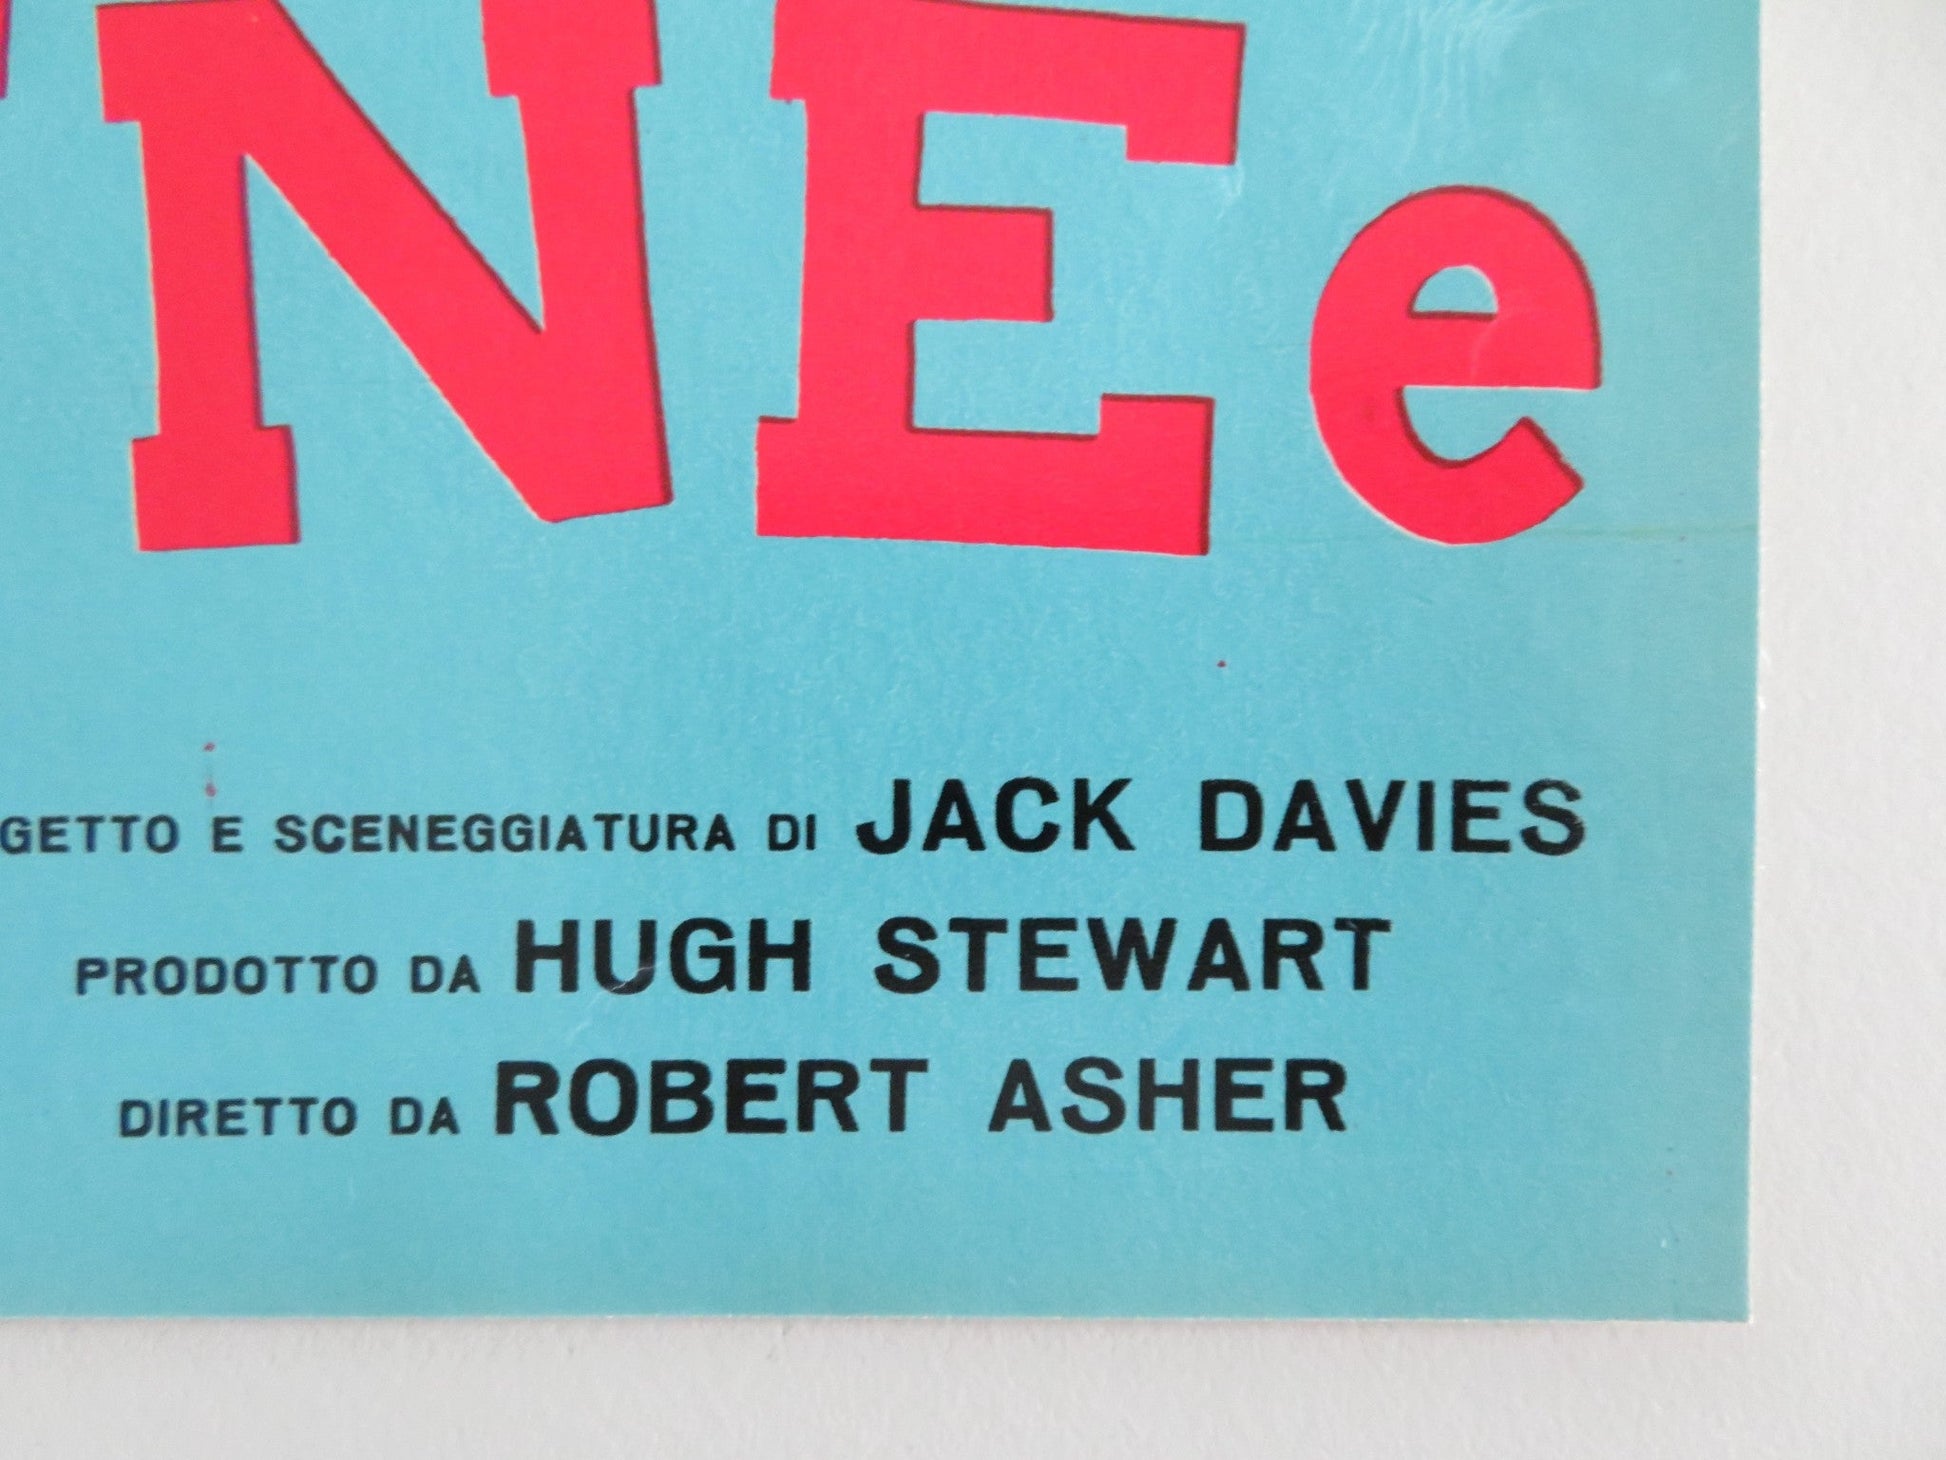 NEe
GETTO E SCENEGGIATURA DI JACK DAVIES
PRODOTTO DA HUGH STEWART
DIRETTO DA ROBERT ASHER